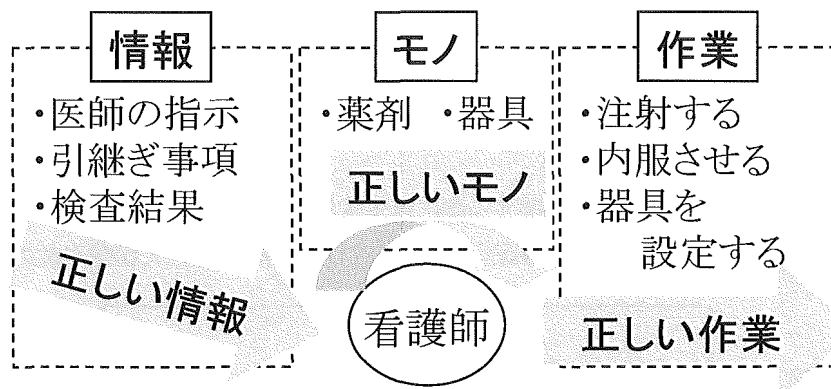 情報
・医師の指示
・引継ぎ事項
・検査結果
正しい情報
モノ
・薬剤 ・器具
正しいモノ
看護師
作業
・注射する
・内服させる
・器具を
設定する
正しい作業